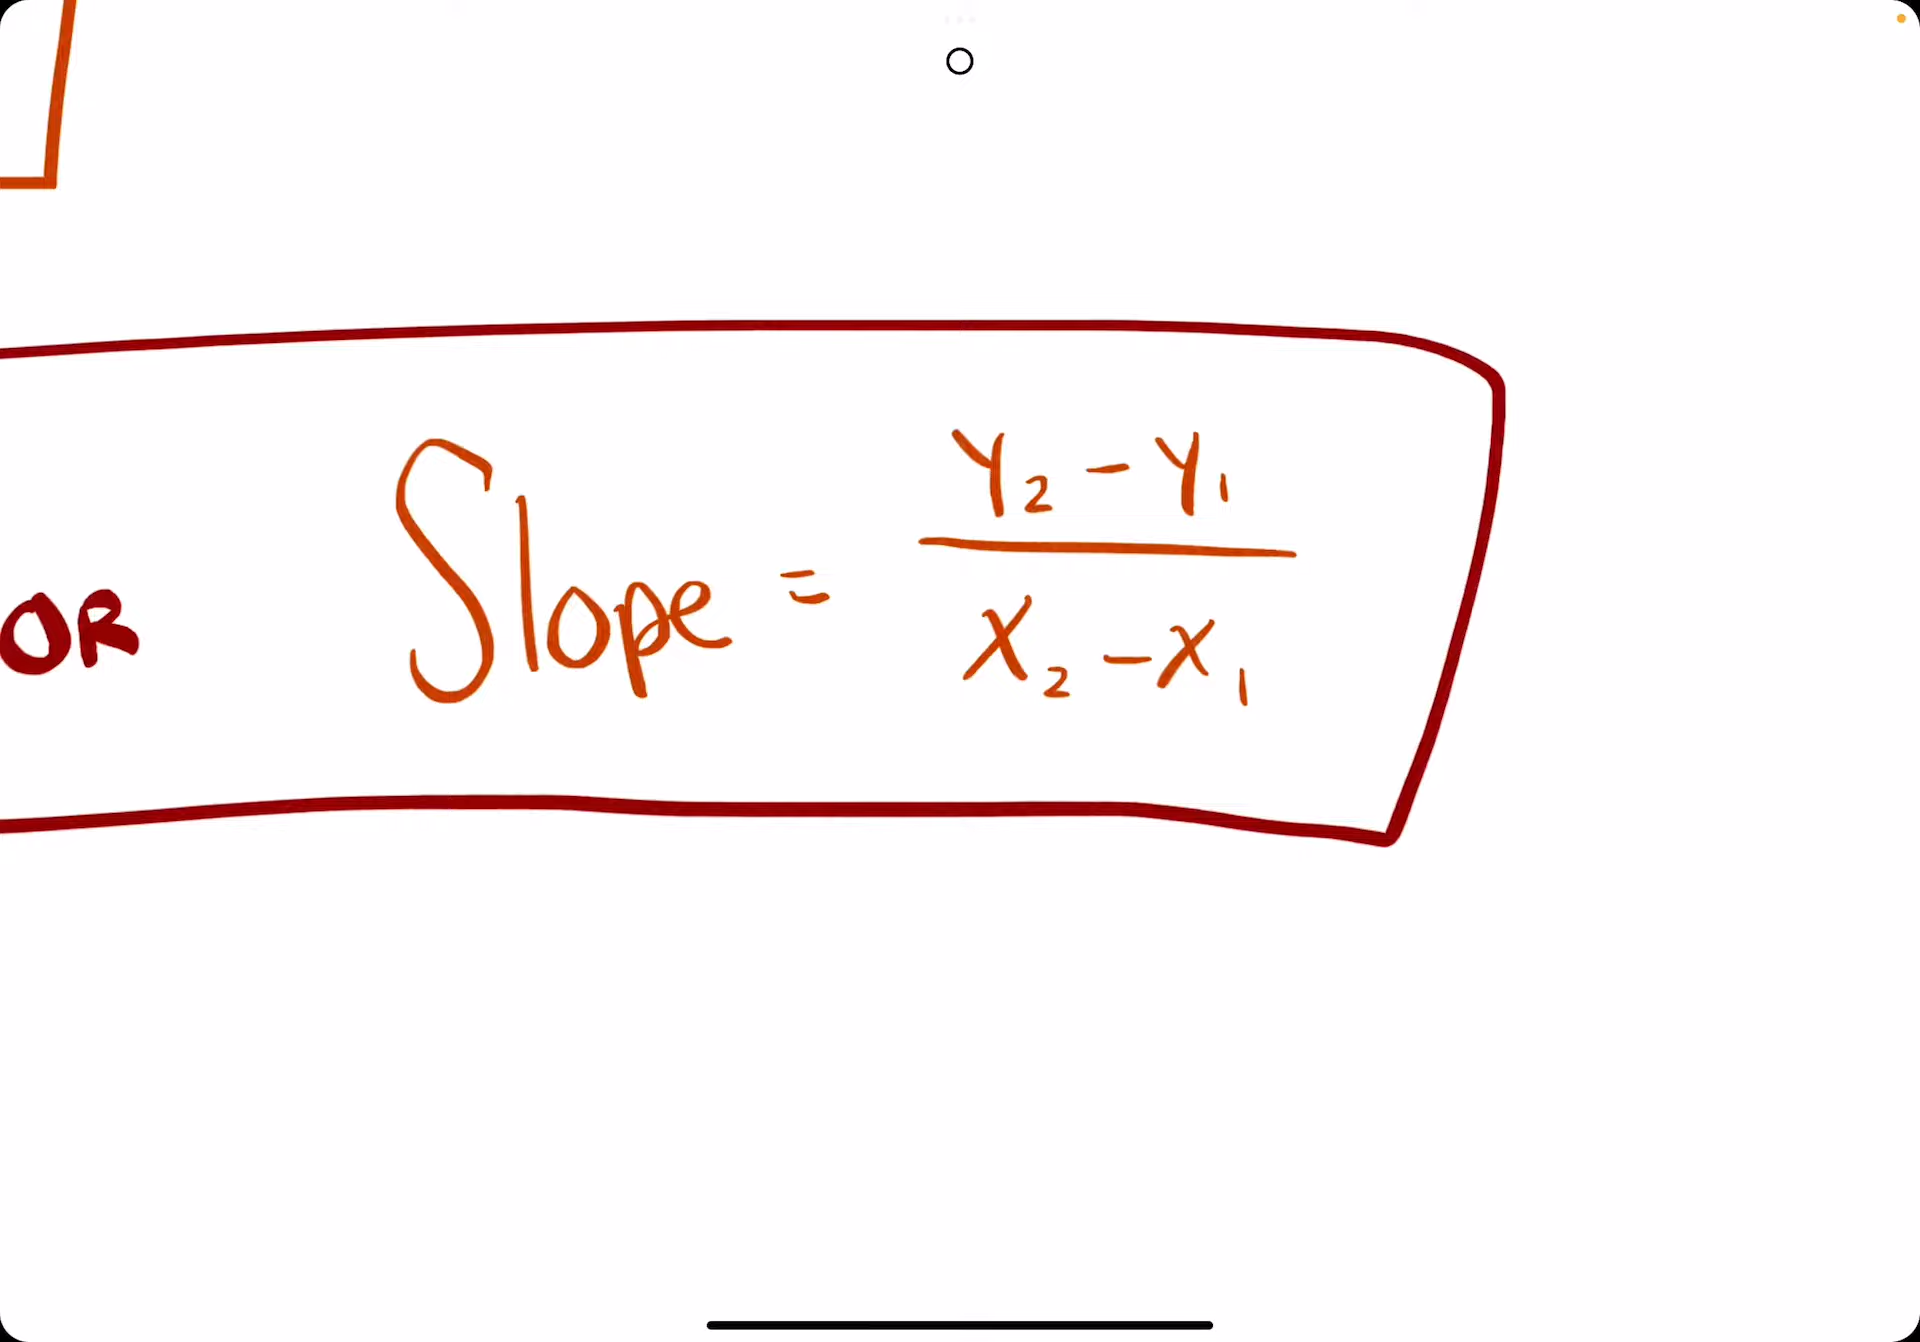 OR Slope = Y₂ - Y₁
X₂ - X₁